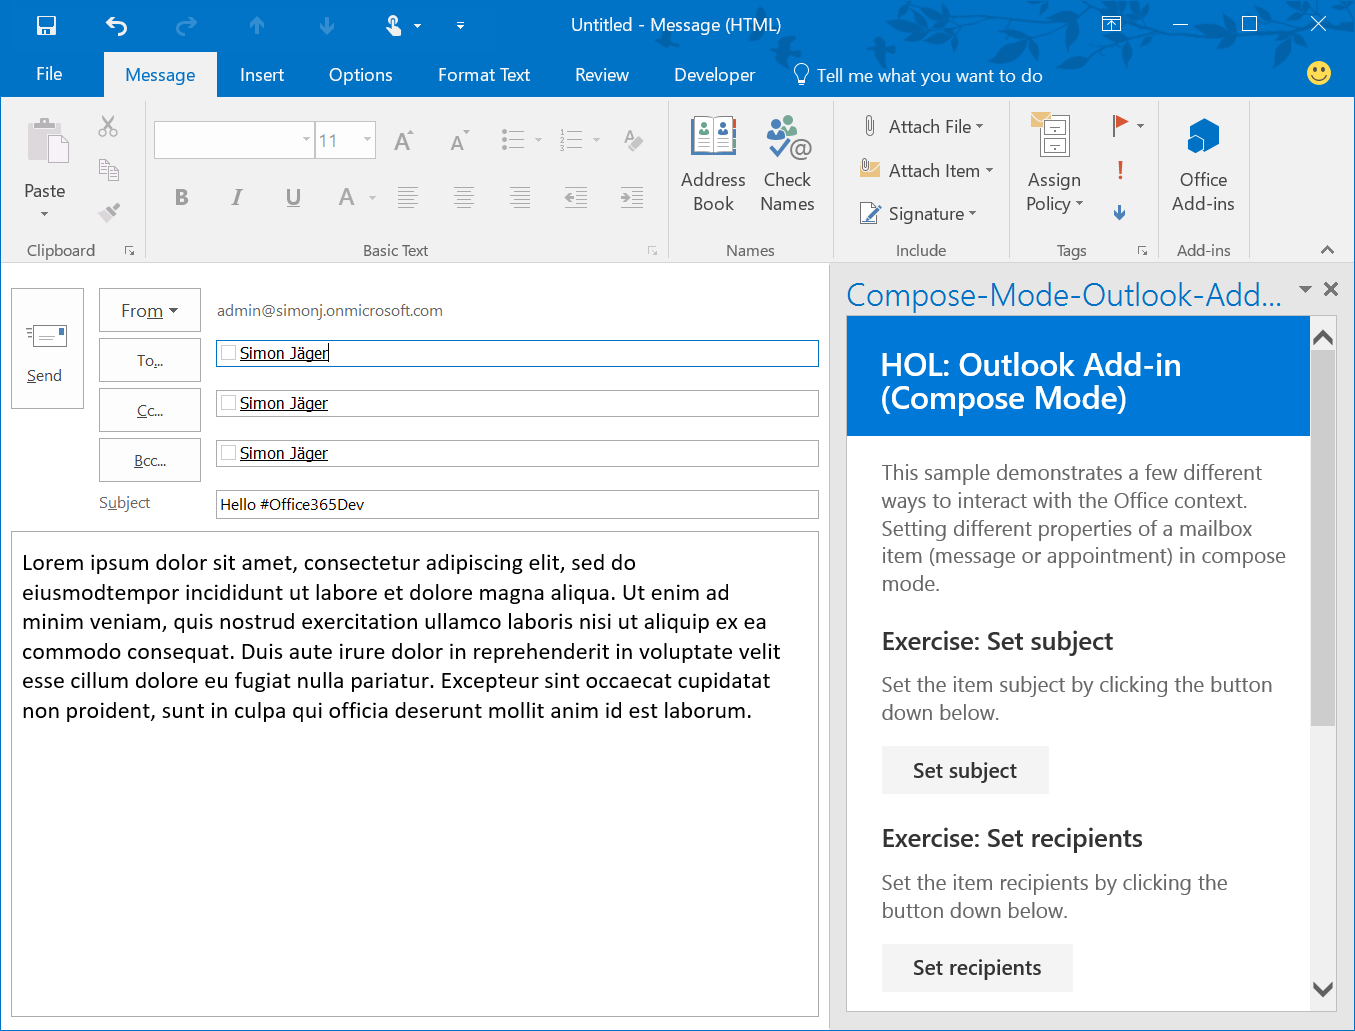 Untitled - Message (HTML)
File Message Insert Options Format Text Review Developer Tell me what you want to do
Paste
Clipboard
11
B I U A
Basic Text
Address Book
Check Names
Names
Attach File
Attach Item
Signature
Include
Assign Policy
Tags
Office Add-ins
Add-ins
Send
From admin@simonj.onmicrosoft.com
To... Simon Jäger
Cc... Simon Jäger
Bcc... Simon Jäger
Subject Hello #Office365Dev
Lorem ipsum dolor sit amet, consectetur adipiscing elit, sed do
eiusmodtempor incididunt ut labore et dolore magna aliqua. Ut enim ad
minim veniam, quis nostrud exercitation ullamco laboris nisi ut aliquip ex ea
commodo consequat. Duis aute irure dolor in reprehenderit in voluptate velit
esse cillum dolore eu fugiat nulla pariatur. Excepteur sint occaecat cupidatat
non proident, sunt in culpa qui officia deserunt mollit anim id est laborum.
Compose-Mode-Outlook-Add...
HOL: Outlook Add-in
(Compose Mode)
This sample demonstrates a few different
ways to interact with the Office context.
Setting different properties of a mailbox
item (message or appointment) in compose
mode.
Exercise: Set subject
Set the item subject by clicking the button
down below.
Set subject
Exercise: Set recipients
Set the item recipients by clicking the
button down below.
Set recipients